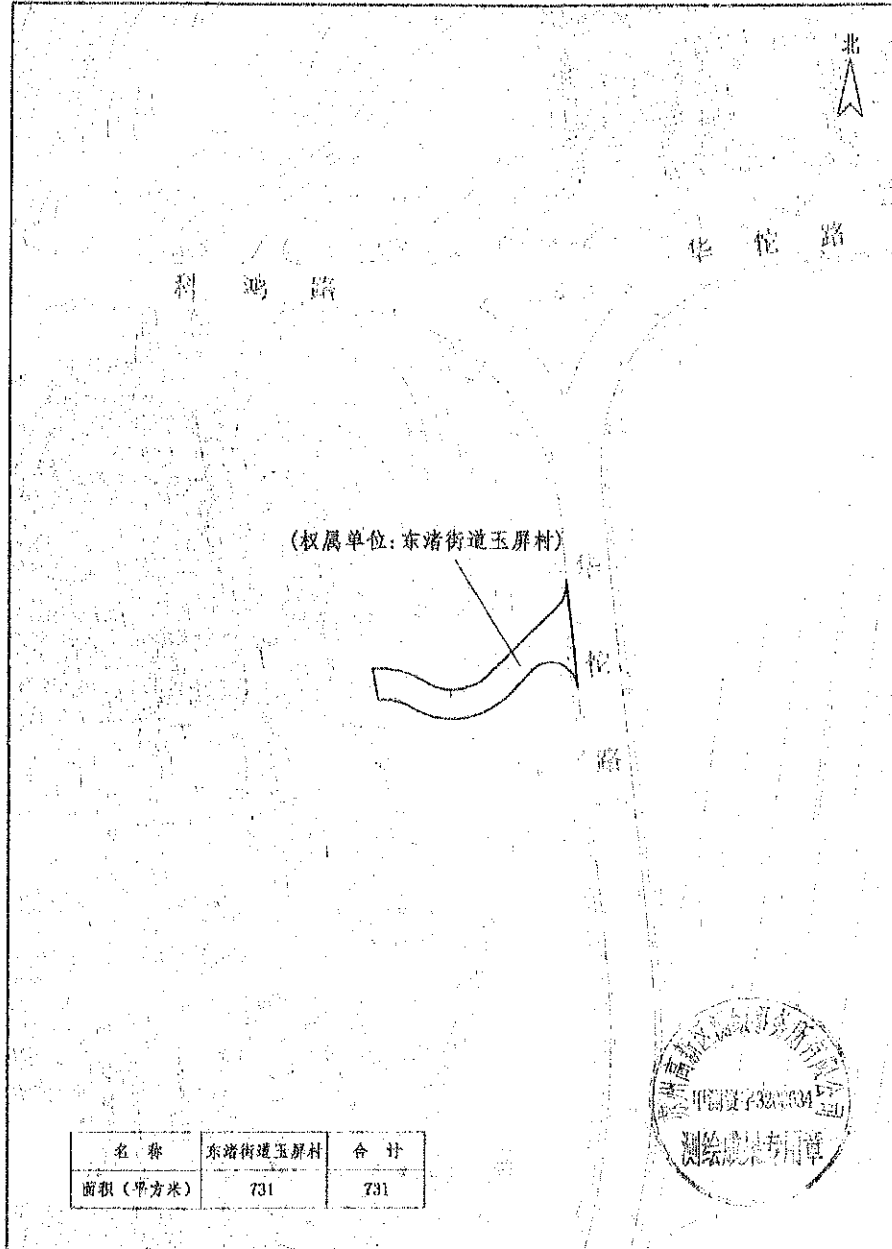 北
华佗路
科鸿路
(权属单位:东渚街道玉屏村)
华
佗
路
名称 东渚街道玉屏村 合计
面积(平方米) 731 731
测绘成果专用章